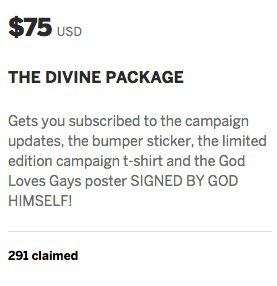 $75 USD
THE DIVINE PACKAGE
Gets you subscribed to the campaign
updates, the bumper sticker, the limited
edition campaign t-shirt and the God
Loves Gays poster SIGNED BY GOD
HIMSELF!
291 claimed